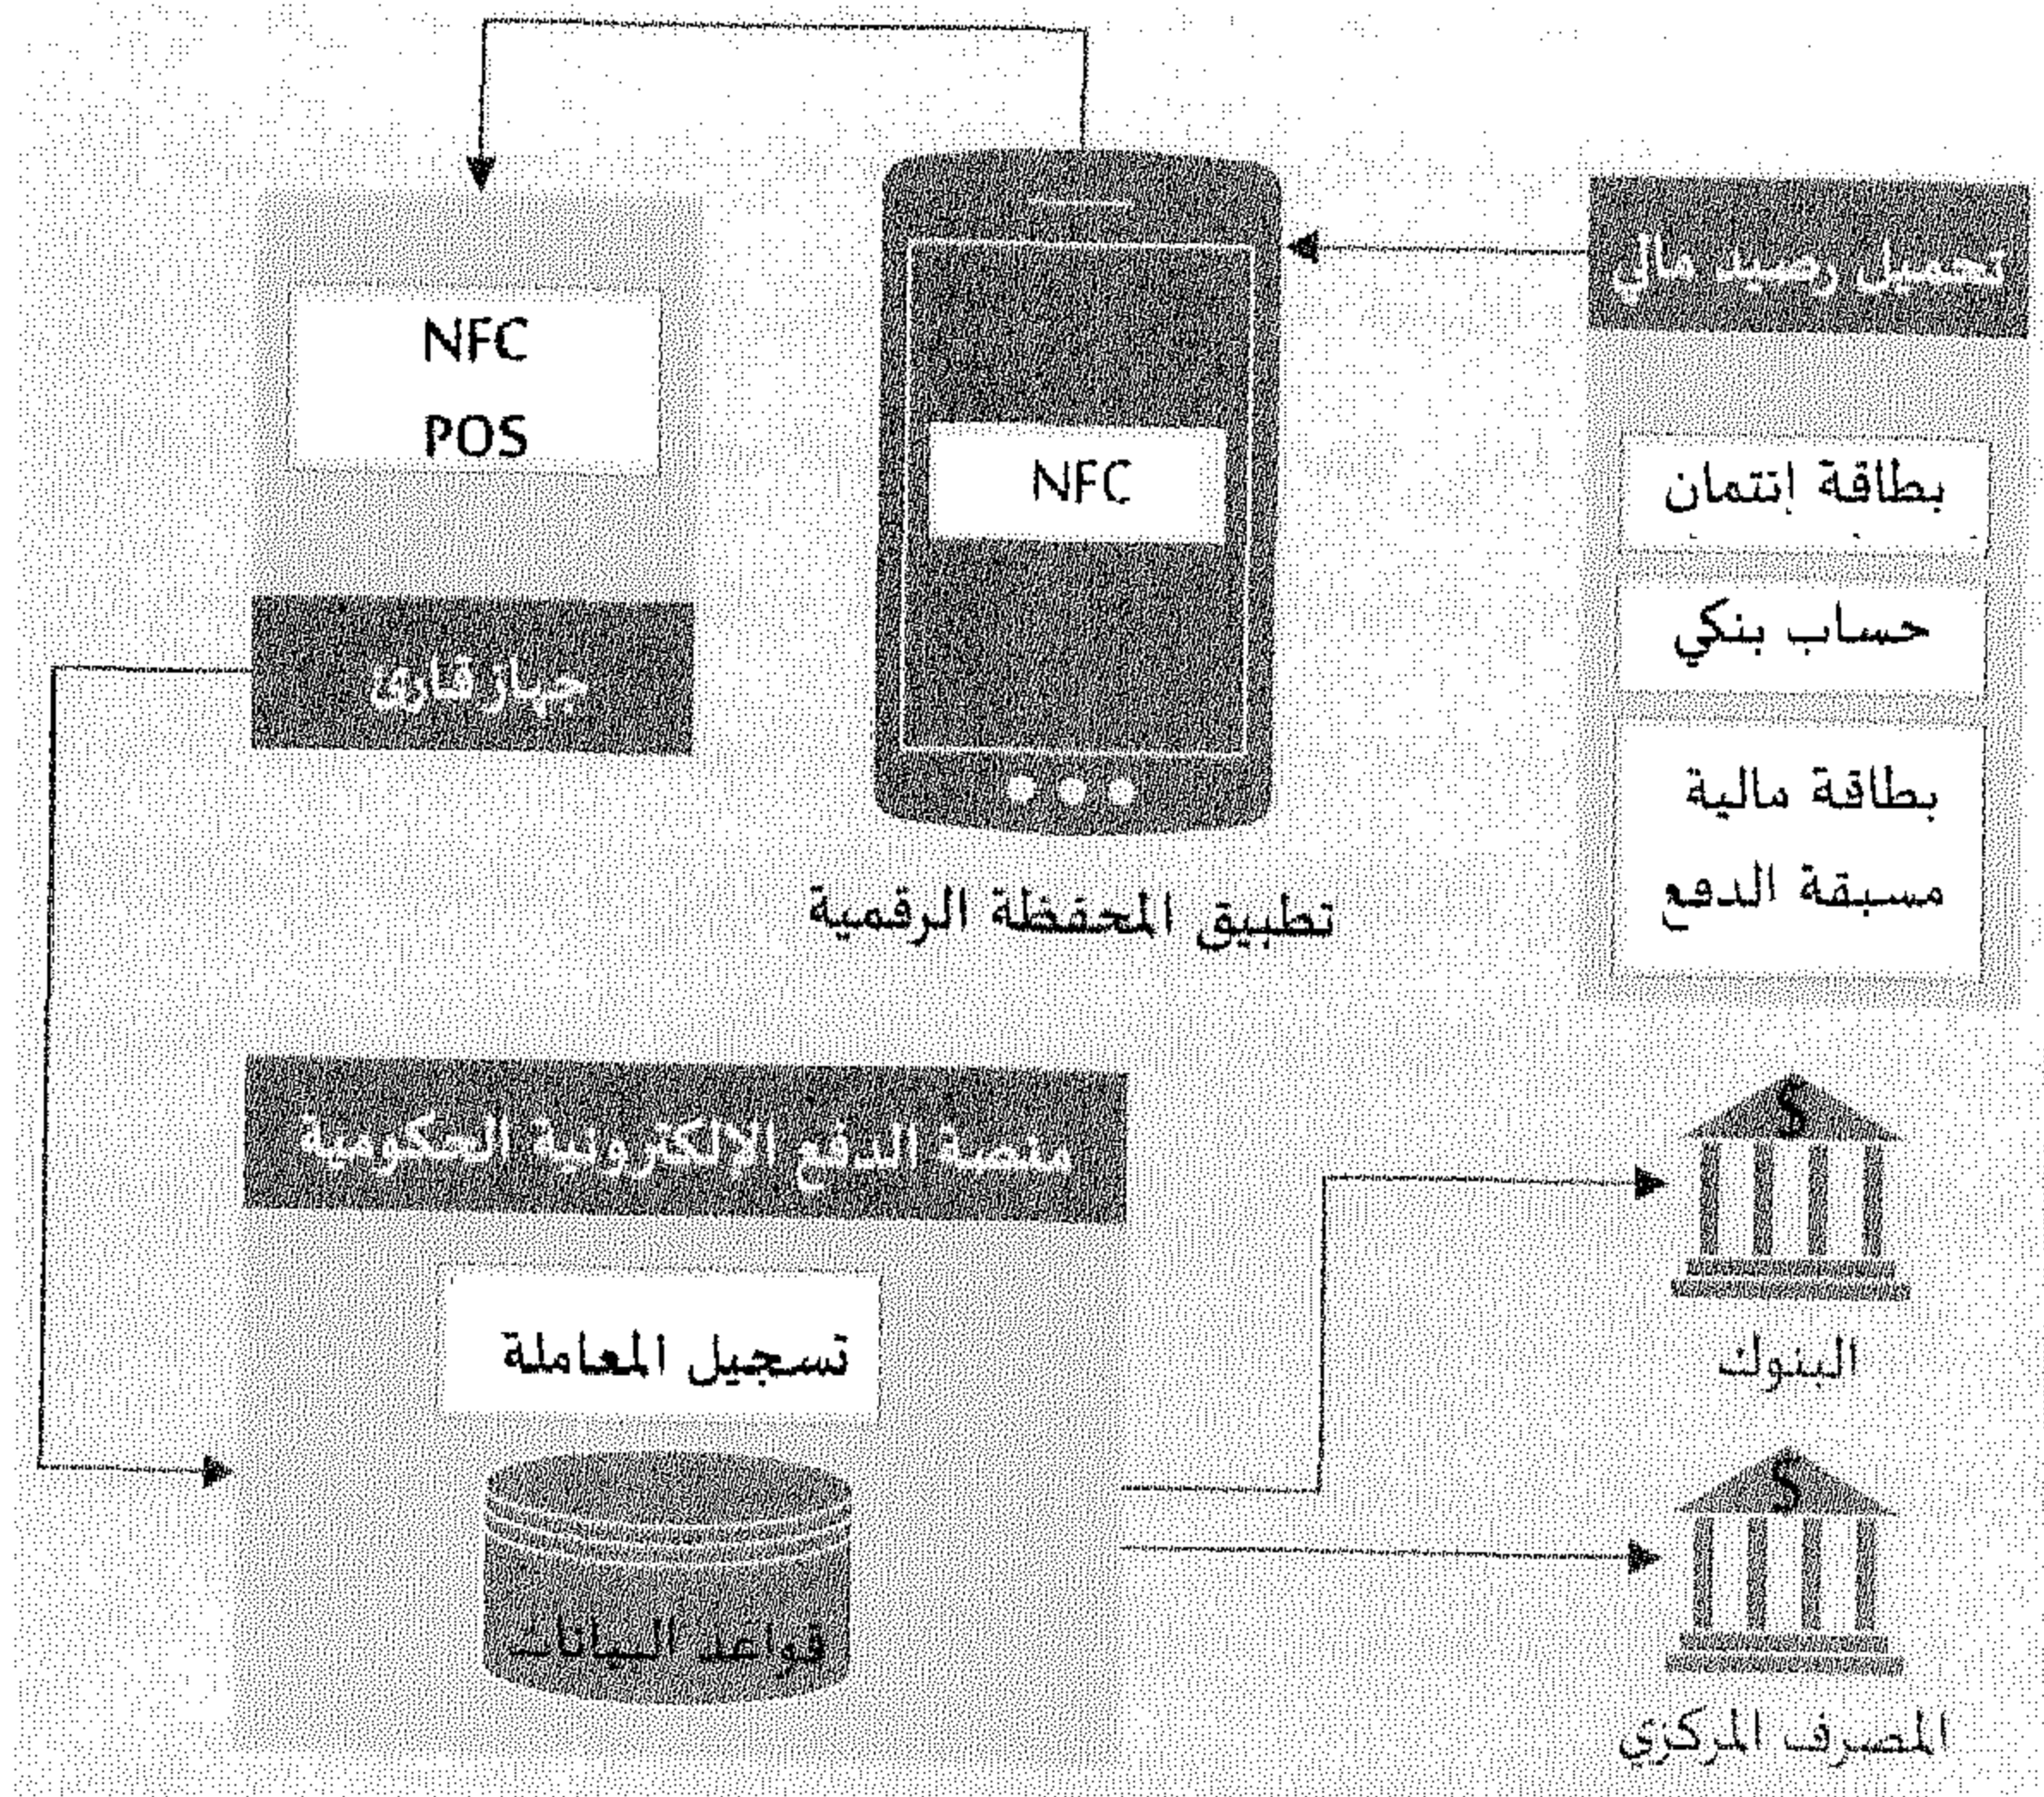 تحميل رصيد مالي
بطاقة إئتمان
حساب بنكي
بطاقة مالية
مسبقة الدفع
NFC
تطبيق المحفظة الرقمية
NFC
POS
جهاز قارئ
منصة الدفع الإلكترونية الحكومية
تسجيل المعاملة
قواعد البيانات
$
البنوك
$
المصرف المركزي